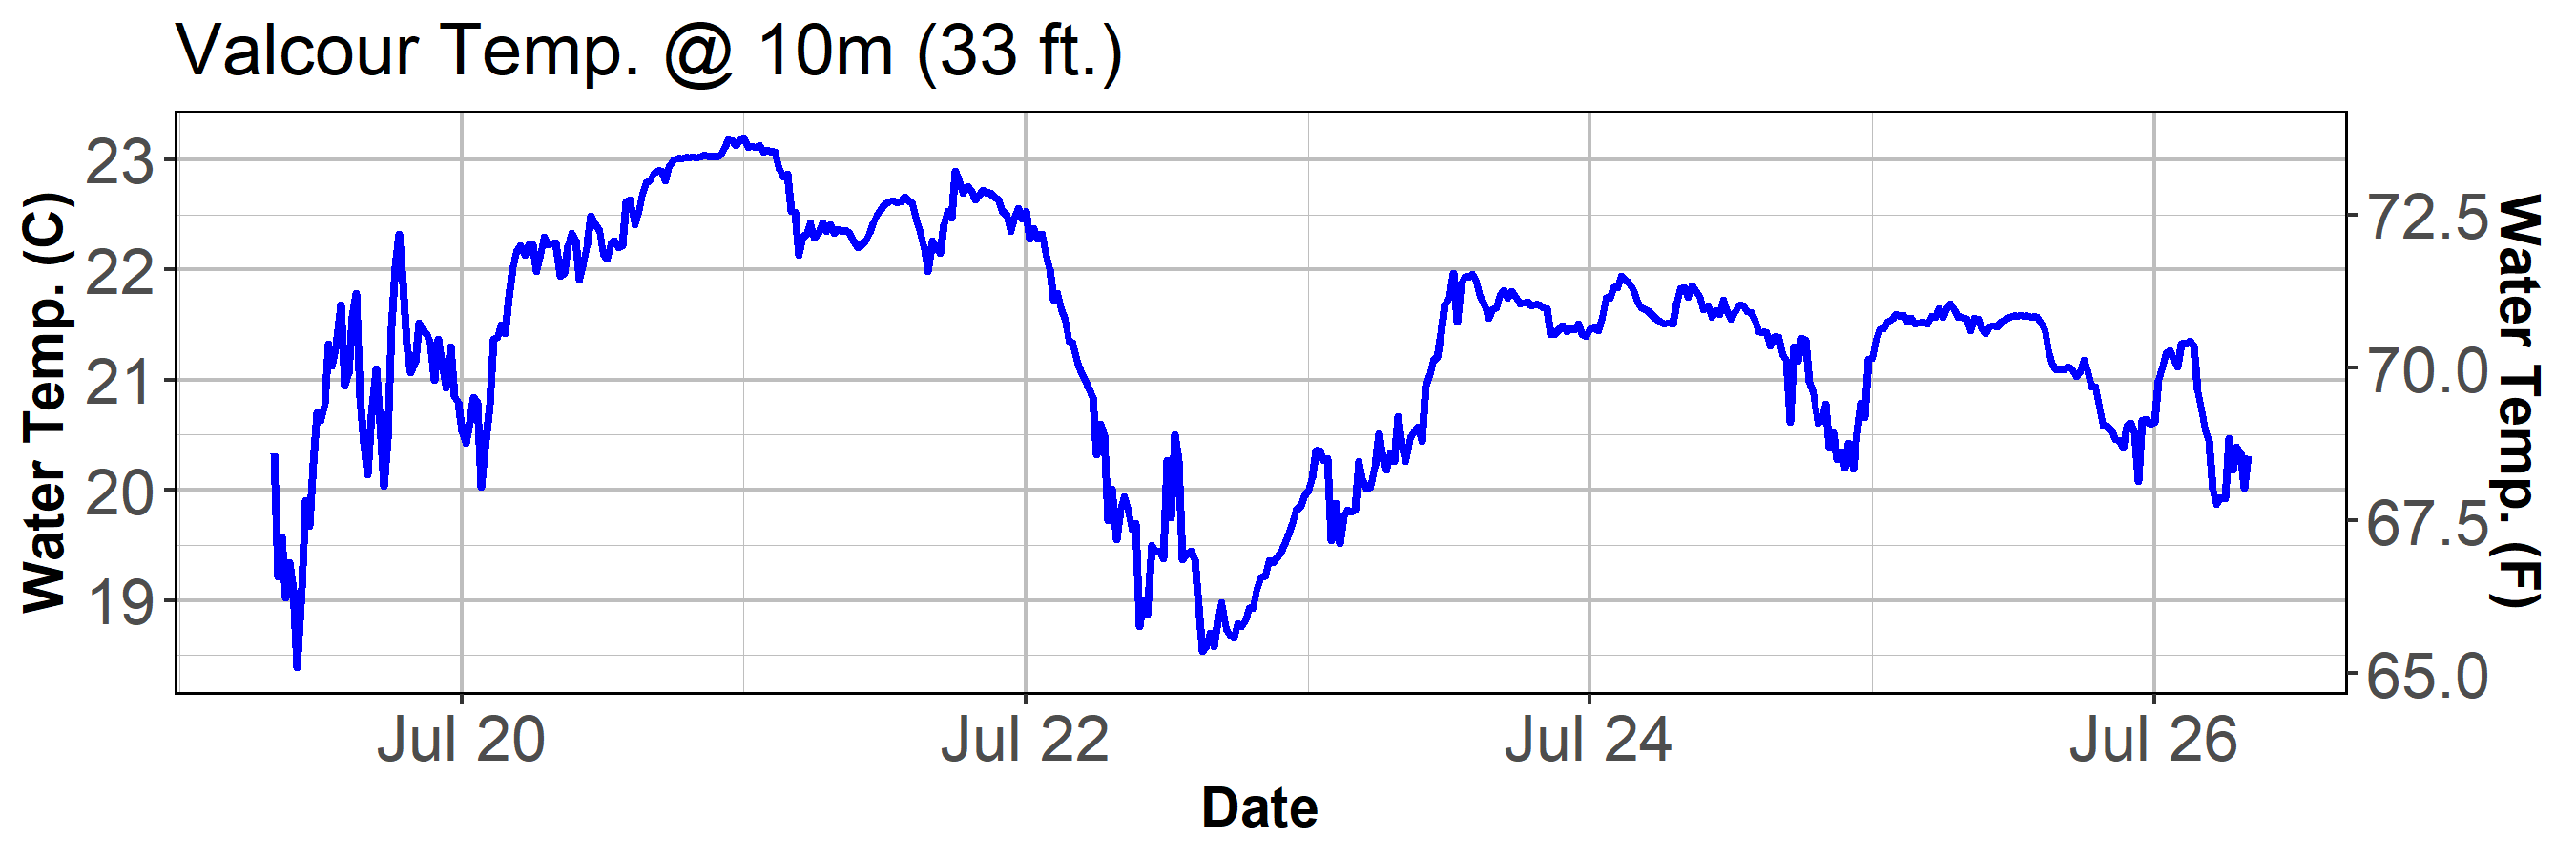 Valcour Temp. @ 10m (33 ft.)
Water Temp. (C)
23
22
21
20
19
72.5
70.0
67.5
65.0
Water Temp. (F)
Jul 20 Jul 22 Jul 24 Jul 26
Date